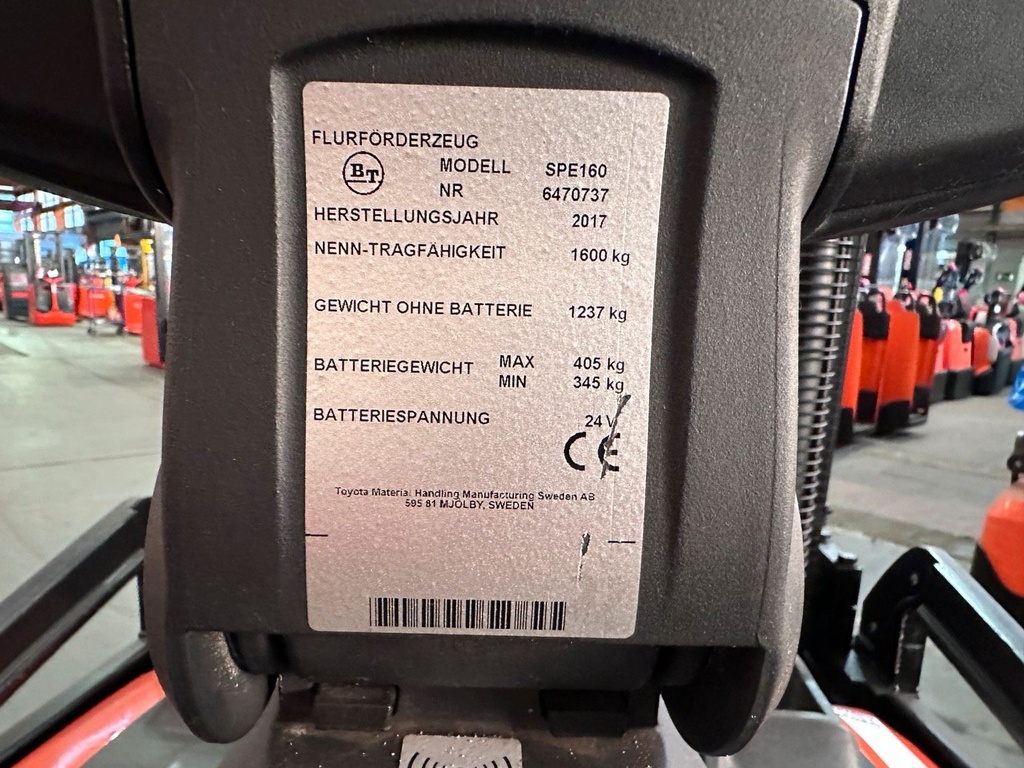 FLURFÖRDERZEUG
BT MODELL SPE160
NR 6470737
HERSTELLUNGSJAHR 2017
NENN-TRAGFÄHIGKEIT 1600 kg
GEWICHT OHNE BATTERIE 1237 kg
BATTERIEGEWICHT MAX 405 kg
MIN 345 kg
BATTERIESPANNUNG 24 V
CE
Toyota Material Handling Manufacturing Sweden AB
595 81 MJÖLBY, SWEDEN